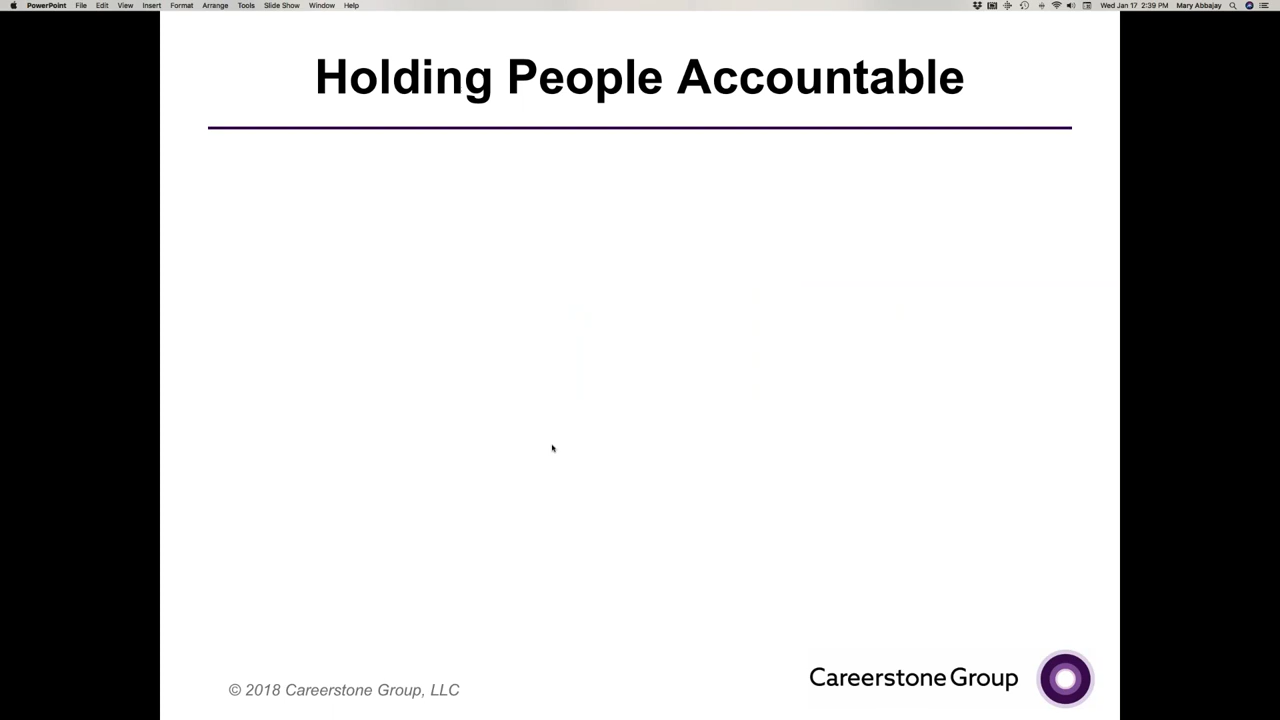 PowerPoint File Edit View Insert Format Arrange Tools Slide Show Window Help Wed Jan 17 2:39 PM Mary Abbajay
Holding People Accountable
© 2018 Careerstone Group, LLC
Careerstone Group